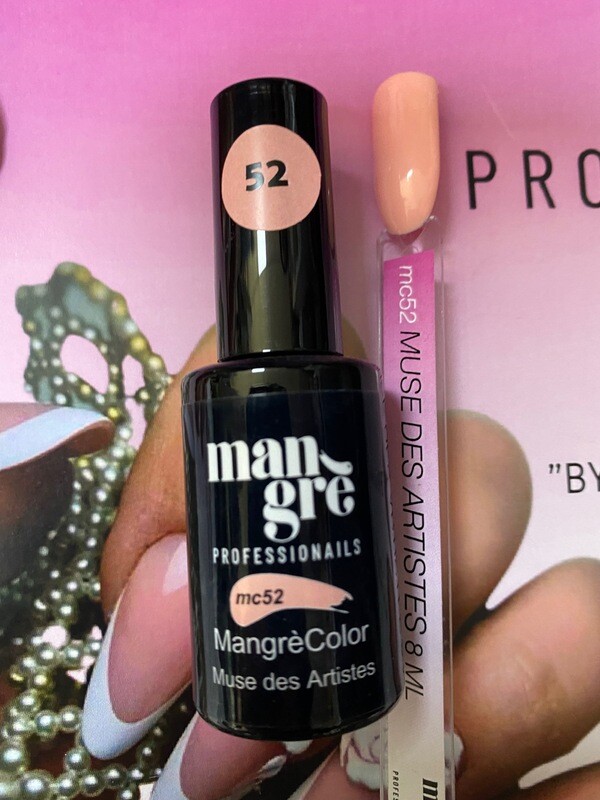 52
man
grè
PROFESSIONAILS
mc52
MangrèColor
Muse des Artistes
mc52 MUSE DES ARTISTES 8 ML
PRO
"BY